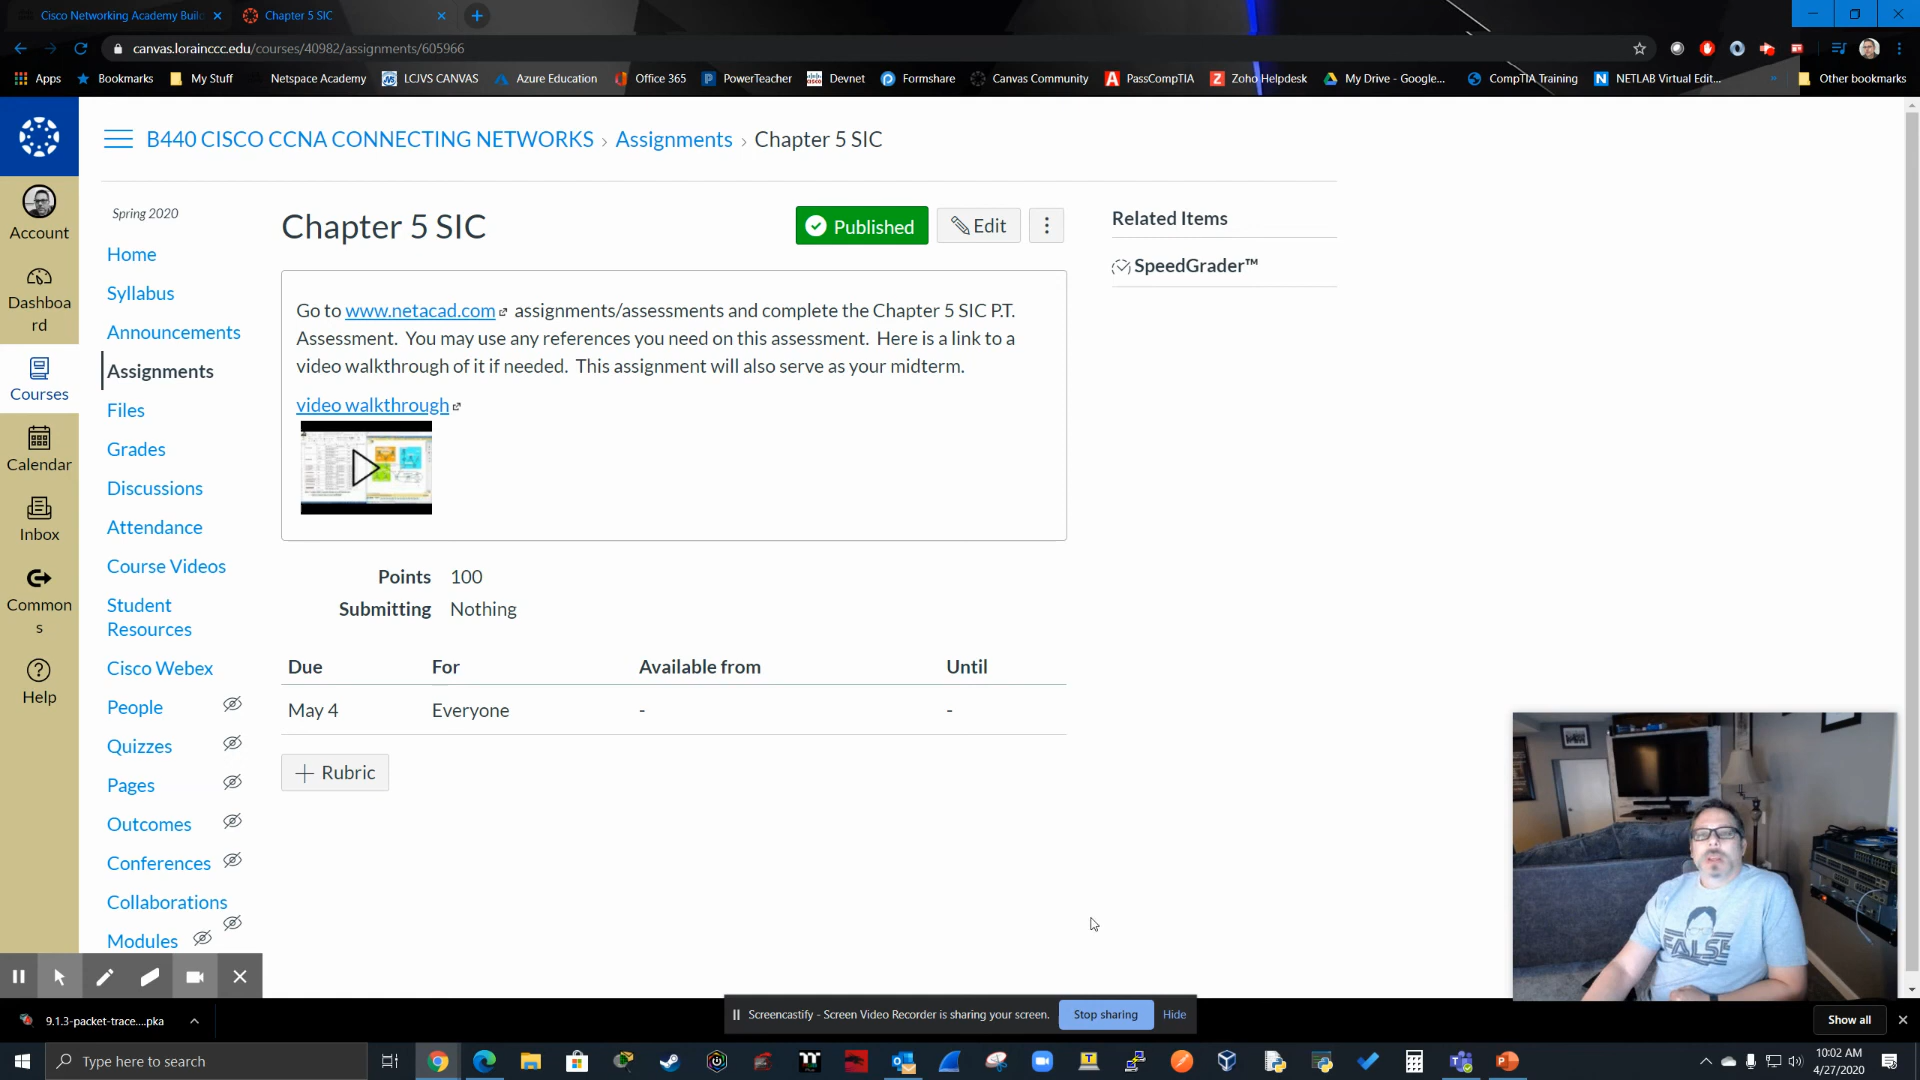 Cisco Networking Academy Buil
Chapter 5 SIC
canvas.lorainccc.edu/courses/40982/assignments/605966
Apps
Bookmarks
My Stuff
Netspace Academy
LCJVS CANVAS
Azure Education
Office 365
PowerTeacher
Devnet
Formshare
Canvas Community
PassCompTIA
Zoho Helpdesk
My Drive - Google...
CompTIA Training
NETLAB Virtual Edit...
»
Other bookmarks
B440 CISCO CCNA CONNECTING NETWORKS › Assignments › Chapter 5 SIC
Account
Dashboa
rd
Courses
Calendar
Inbox
Common
s
Help
Spring 2020
Home
Syllabus
Announcements
Assignments
Files
Grades
Discussions
Attendance
Course Videos
Student
Resources
Cisco Webex
People
Quizzes
Pages
Outcomes
Conferences
Collaborations
Modules
Chapter 5 SIC
Published
Edit
Go to www.netacad.com assignments/assessments and complete the Chapter 5 SIC P.T.
Assessment. You may use any references you need on this assessment. Here is a link to a
video walkthrough of it if needed. This assignment will also serve as your midterm.
video walkthrough
Points 100
Submitting Nothing
Due For Available from Until
May 4 Everyone - -
Rubric
Related Items
SpeedGrader™
FALSE
9.1.3-packet-trace....pka
Screencastify - Screen Video Recorder is sharing your screen.
Stop sharing
Hide
Show all
Type here to search
10:02 AM
4/27/2020